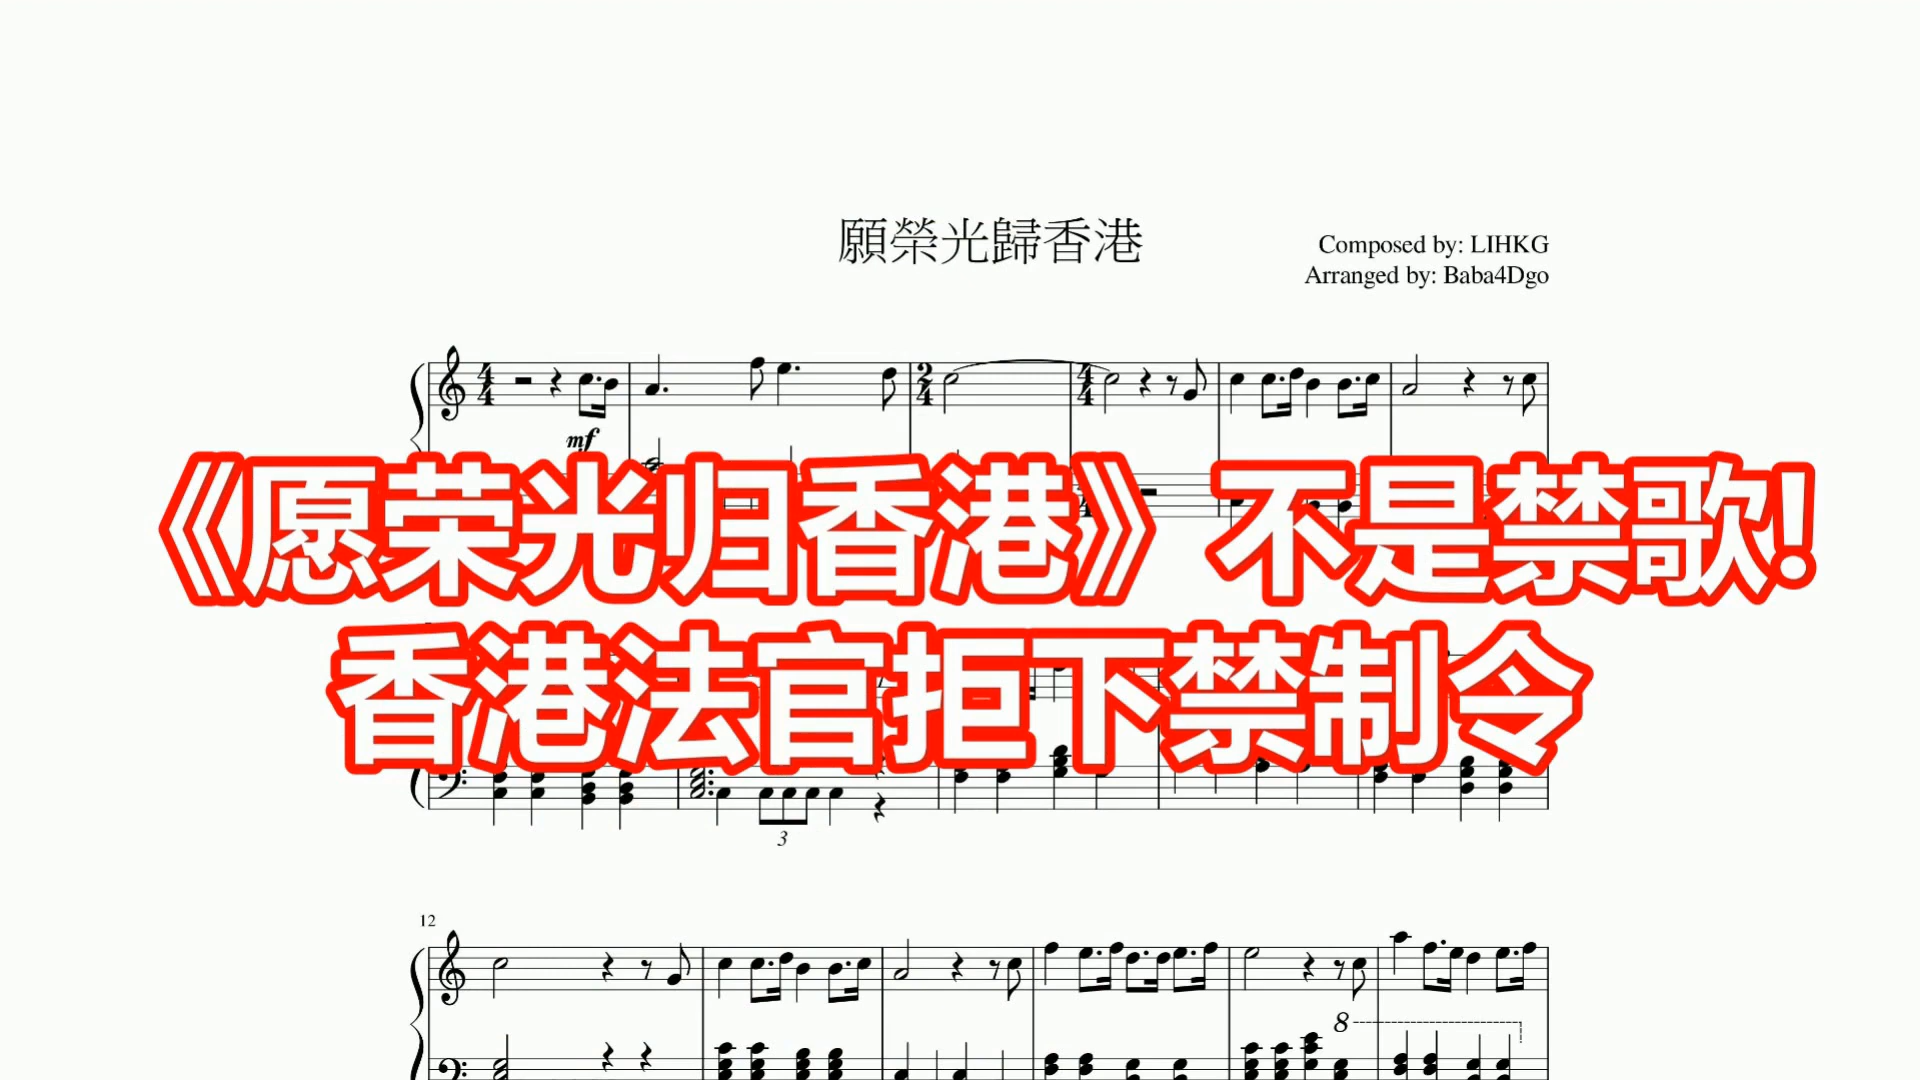 願榮光歸香港
Composed by: LIHKG
Arranged by: Baba4Dgo
mf
《愿荣光归香港》不是禁歌!
香港法官拒下禁制令
3
12
8